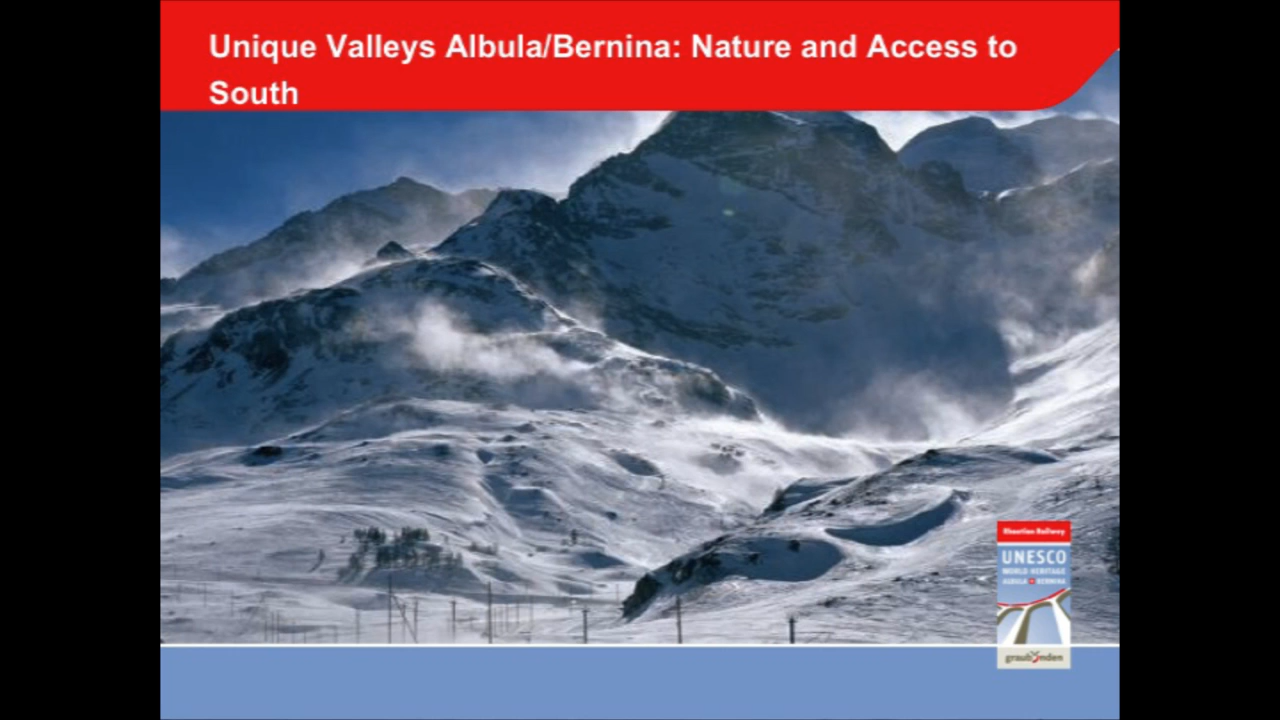 Unique Valleys Albula/Bernina: Nature and Access to
South
Rhaetian Railway
UNESCO
WORLD HERITAGE
ALBULA BERNINA
graubünden